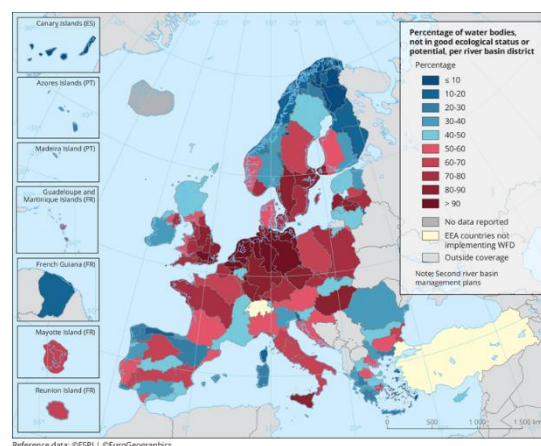 Canary Islands (ES)
Azores Islands (PT)
Madeira Island (PT)
Guadeloupe and
Martinique Islands (FR)
French Guiana (FR)
Mayotte Island (FR)
Reunion Island (FR)
Percentage of water bodies,
not in good ecological status or
potential, per river basin district
Percentage
≤ 10
10-20
20-30
30-40
40-50
50-60
60-70
70-80
80-90
> 90
No data reported
EEA countries not
implementing WFD
Outside coverage
Note: Second river basin
management plans
0 500 1 000 1 500 km
Reference data: ©ESRI | ©EuroGeographics